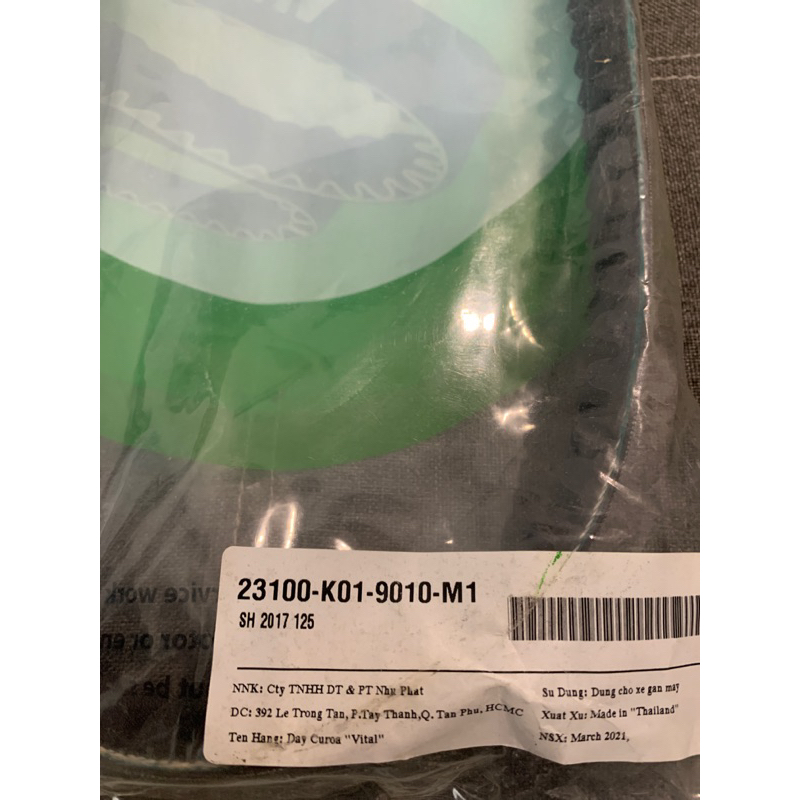 23100-K01-9010-M1
SH 2017 125
NNK: Cty TNHH DT & PT Nhu Phat
DC: 392 Le Trong Tan, P.Tay Thanh,Q. Tan Phu, HCMC
Ten Hang: Day Curoa "Vital"
Su Dung: Dung cho xe gan may
Xuat Xu: Made in "Thailand"
NSX: March 2021,